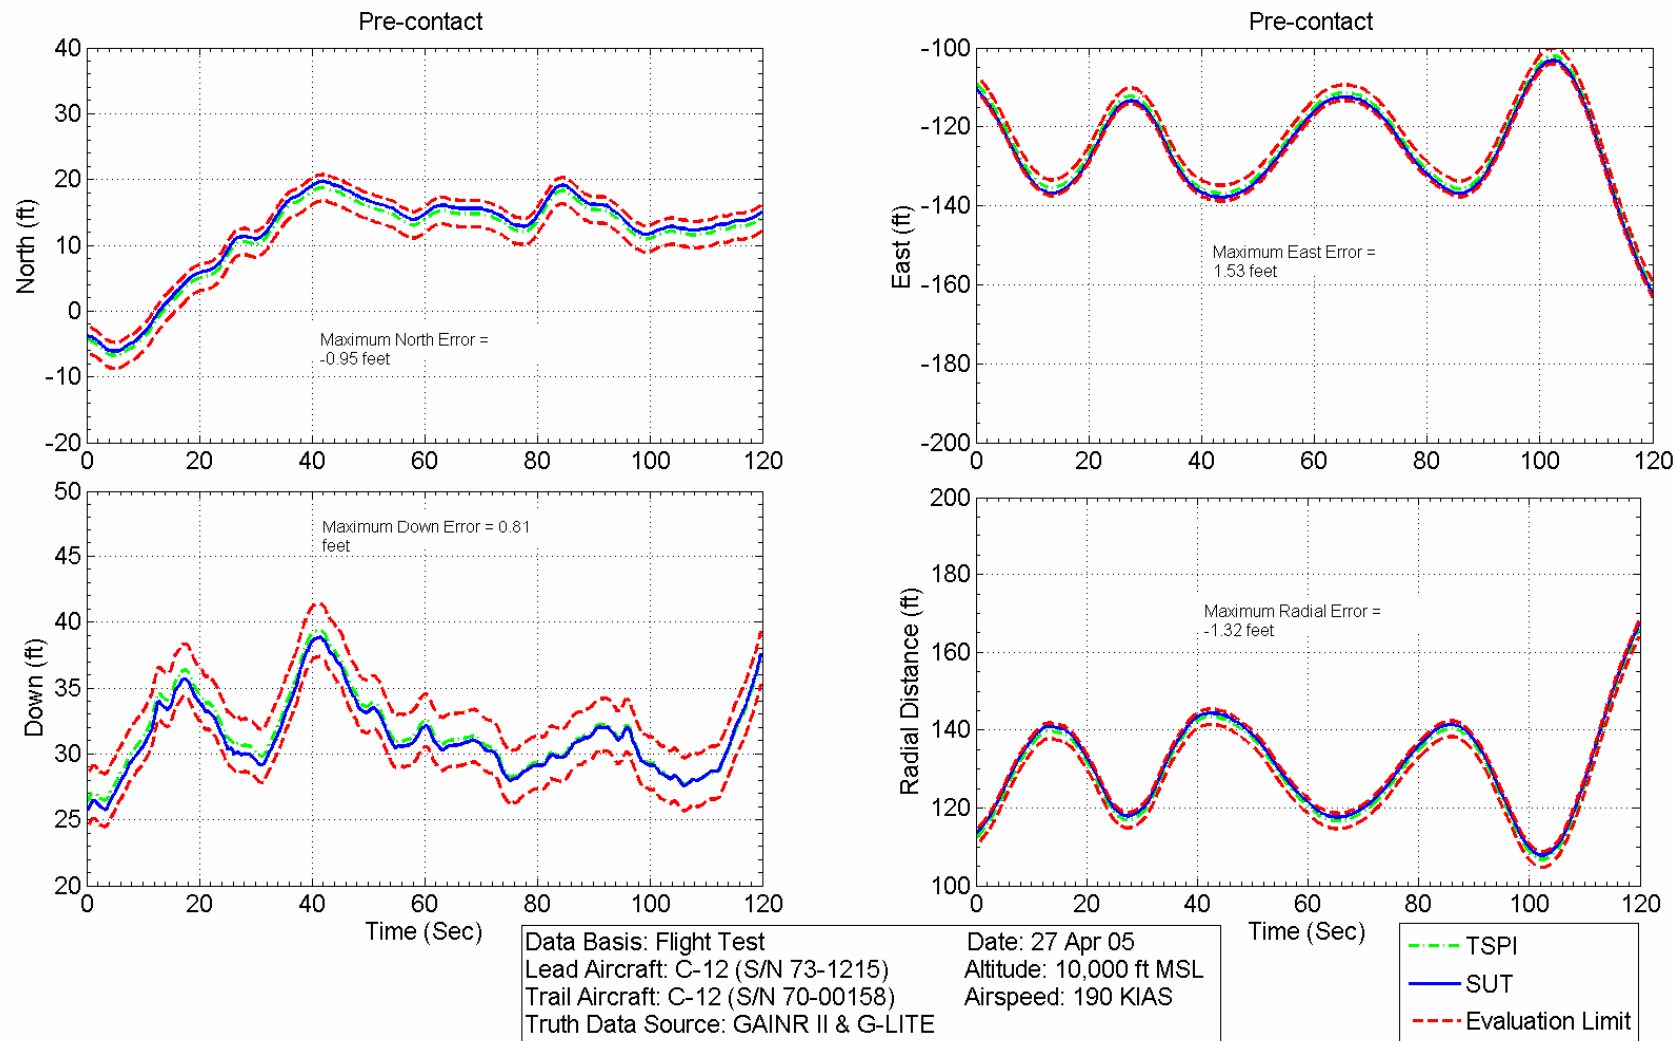 Pre-contact
Pre-contact
40
30
20
10
0
-10
-20
North (ft)
Maximum North Error =
-0.95 feet
0 20 40 60 80 100 120
-100
-120
-140
-160
-180
-200
East (ft)
Maximum East Error =
1.53 feet
0 20 40 60 80 100 120
50
45
40
35
30
25
20
Down (ft)
Maximum Down Error = 0.81
feet
0 20 40 60 80 100 120
Time (Sec)
200
180
160
140
120
100
Radial Distance (ft)
Maximum Radial Error =
-1.32 feet
0 20 40 60 80 100 120
Time (Sec)
Data Basis: Flight Test Date: 27 Apr 05
Lead Aircraft: C-12 (S/N 73-1215) Altitude: 10,000 ft MSL
Trail Aircraft: C-12 (S/N 70-00158) Airspeed: 190 KIAS
Truth Data Source: GAINR II & G-LITE
TSPI
SUT
Evaluation Limit